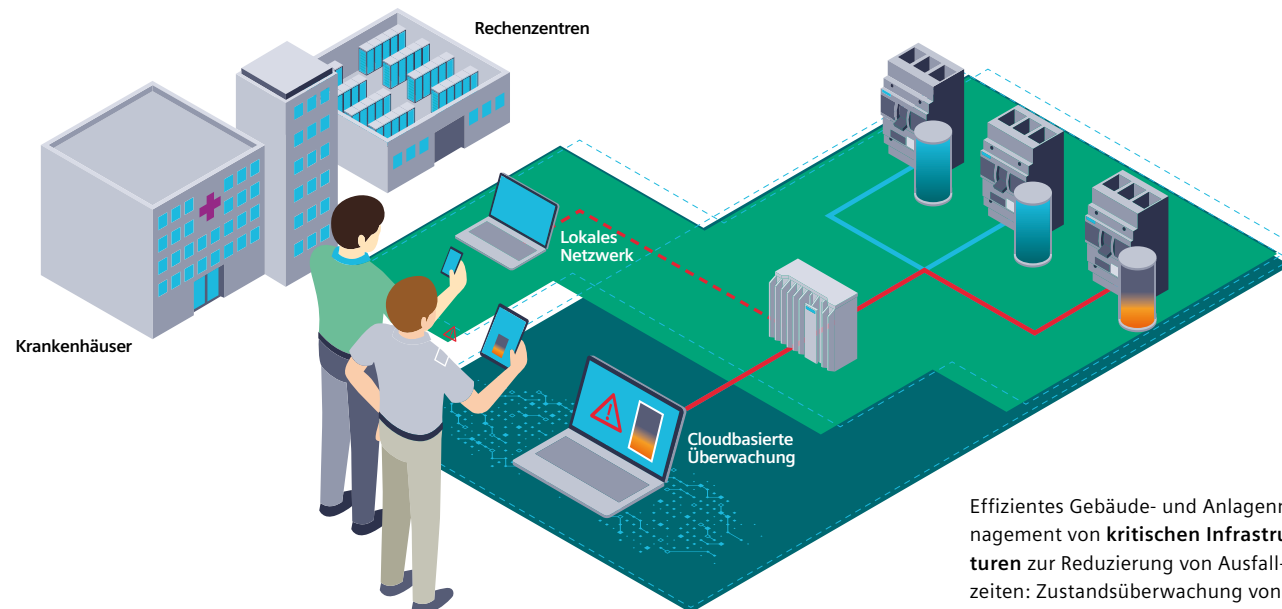 Rechenzentren
Lokales
Netzwerk
Krankenhäuser
Cloudbasierte
Überwachung
Effizientes Gebäude- und Anlagen
nagement von kritischen Infrastru
turen zur Reduzierung von Ausfall-
zeiten: Zustandsüberwachung von